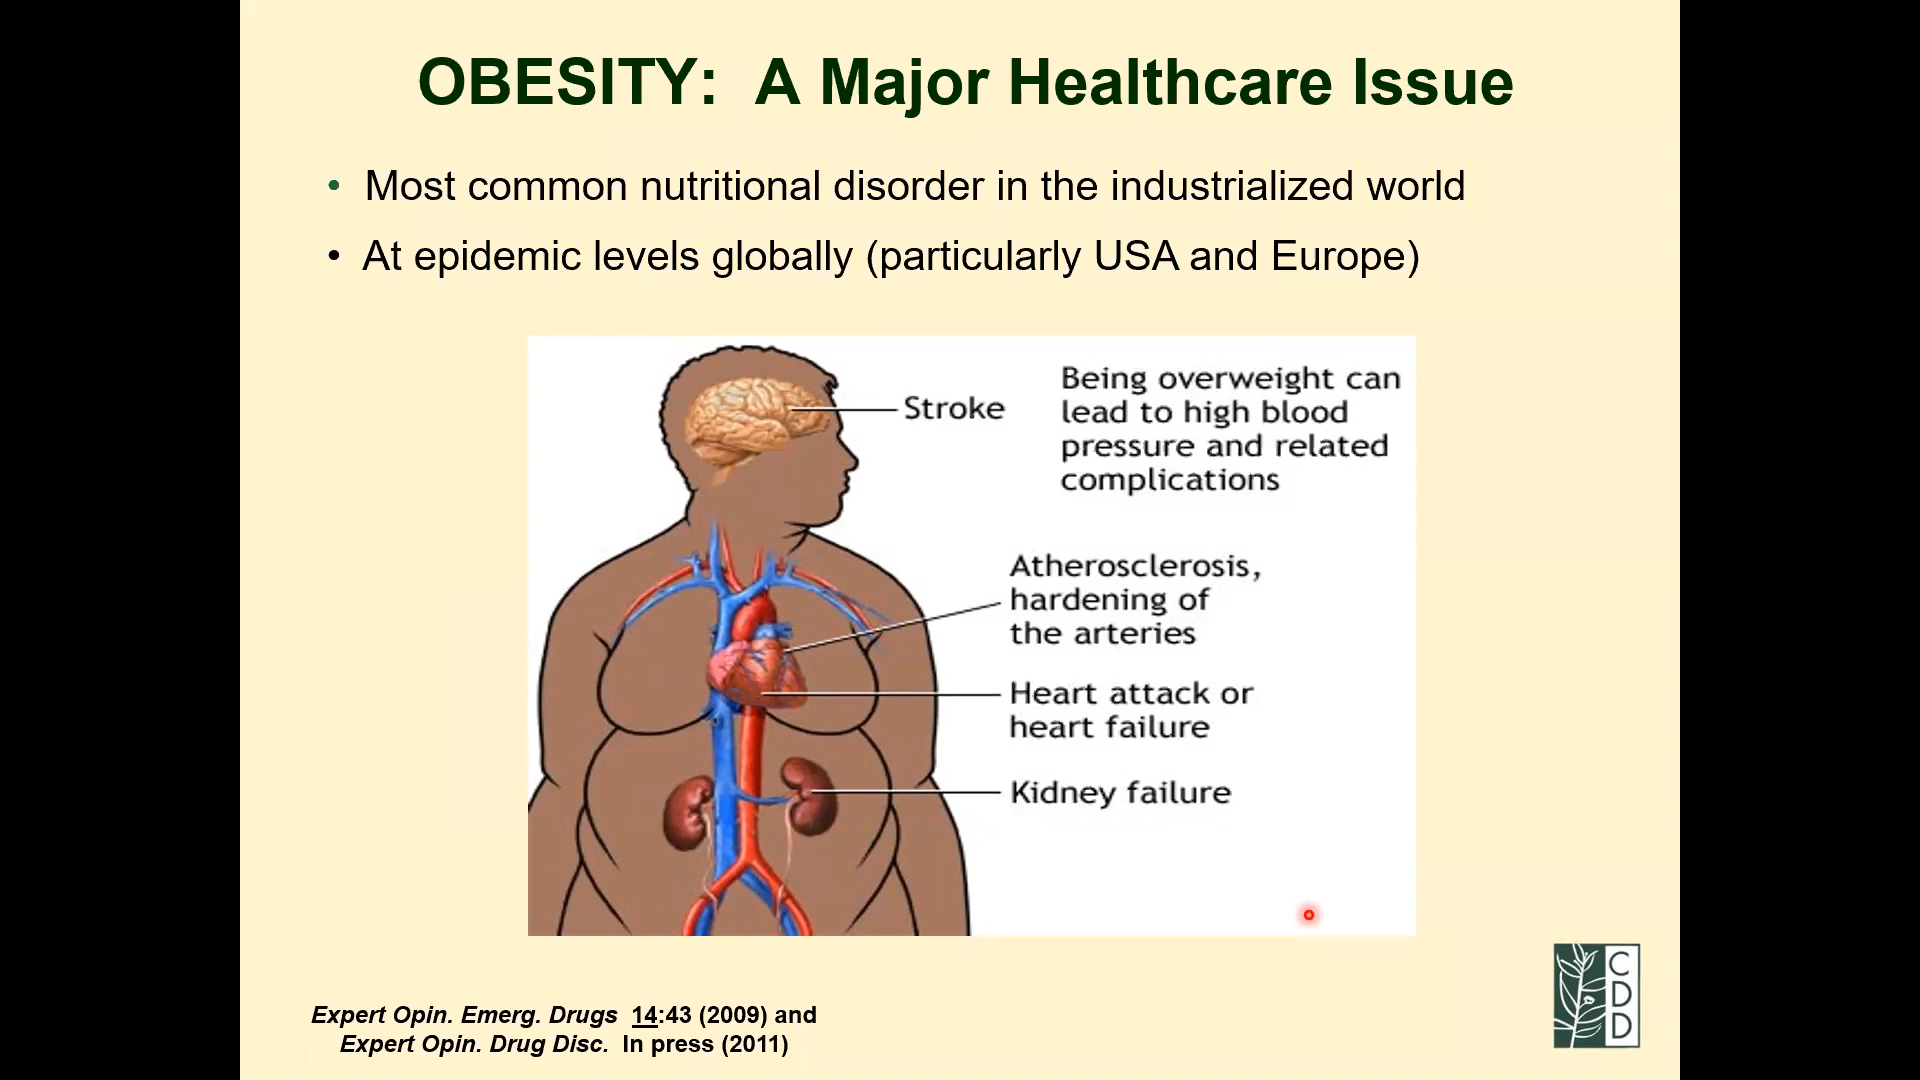 OBESITY: A Major Healthcare Issue
• Most common nutritional disorder in the industrialized world
• At epidemic levels globally (particularly USA and Europe)
Stroke
Being overweight can
lead to high blood
pressure and related
complications
Atherosclerosis,
hardening of
the arteries
Heart attack or
heart failure
Kidney failure
Expert Opin. Emerg. Drugs 14:43 (2009) and
Expert Opin. Drug Disc. In press (2011)
C
D
D